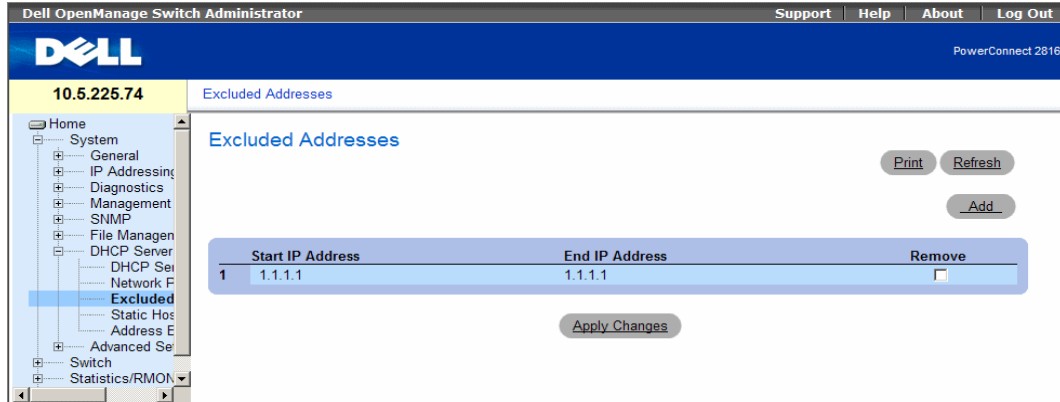 Dell OpenManage Switch Administrator
Support Help About Log Out
DELL
PowerConnect 2816
10.5.225.74
Excluded Addresses
Home
System
General
IP Addressing
Diagnostics
Management
SNMP
File Managen
DHCP Server
DHCP Ser
Network P
Excluded
Static Hos
Address E
Advanced Se
Switch
Statistics/RMON
Excluded Addresses
Print Refresh
Add
Start IP Address End IP Address Remove
1 1.1.1.1 1.1.1.1
Apply Changes